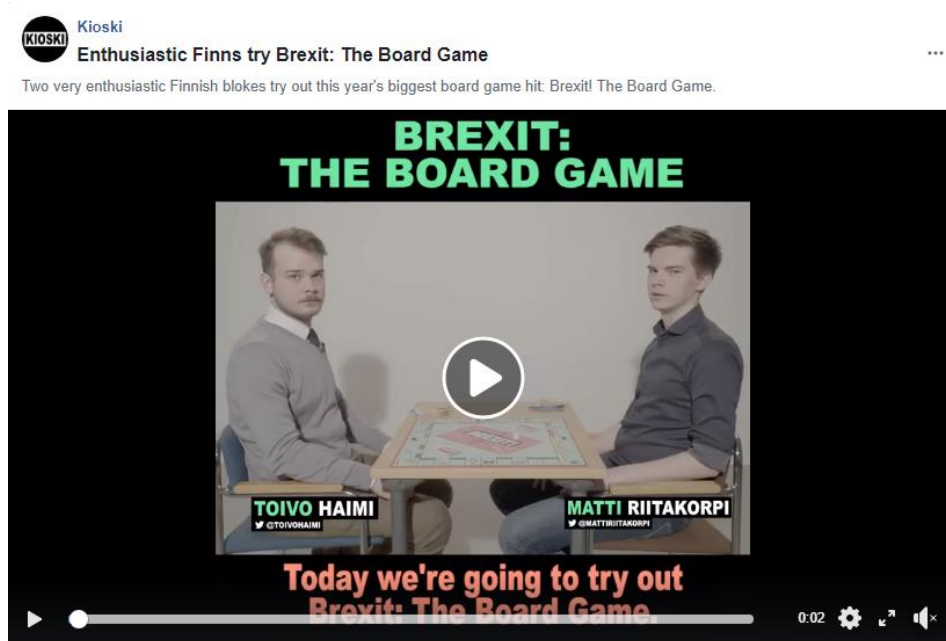 KIOSKI
Kioski
Enthusiastic Finns try Brexit: The Board Game
Two very enthusiastic Finnish blokes try out this year's biggest board game hit: Brexit! The Board Game.
BREXIT:
THE BOARD GAME
TOIVO HAIMI
@TOIVOHAIMI
MATTI RIITAKORPI
@MATTIRIITAKORPI
Today we're going to try out
Brexit: The Board Game.
0:02